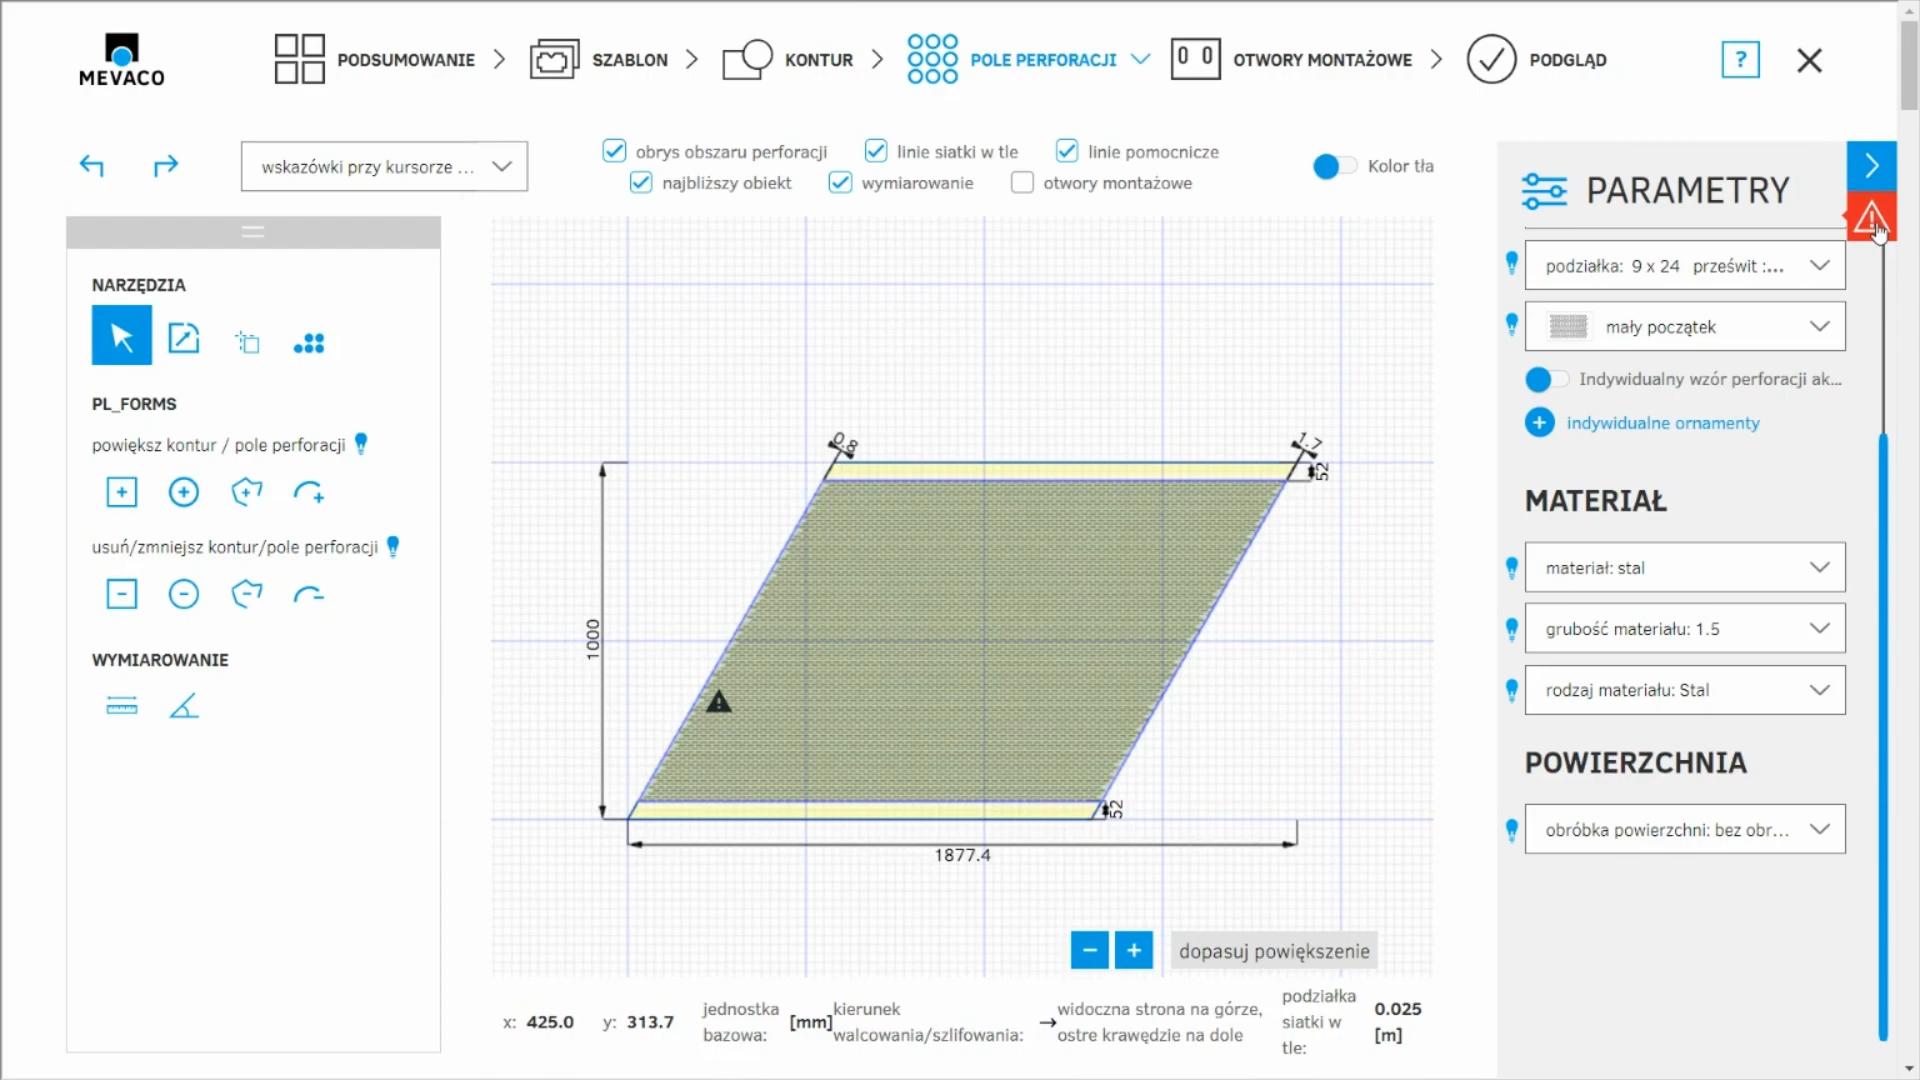 MEVACO
PODSUMOWANIE
SZABLON
KONTUR
POLE PERFORACJI
OTWORY MONTAŻOWE
PODGLĄD
?
wskazówki przy kursorze ...
obrys obszaru perforacji
linie siatki w tle
linie pomocnicze
najbliższy obiekt
wymiarowanie
otwory montażowe
Kolor tła
NARZĘDZIA
PL_FORMS
powiększ kontur / pole perforacji
usuń/zmniejsz kontur/pole perforacji
WYMIAROWANIE
0.8
1.7
52
1000
52
1877.4
dopasuj powiększenie
x: 425.0
y: 313.7
jednostka
bazowa:
[mm]
kierunek
walcowania/szlifowania:
widoczna strona na górze,
ostre krawędzie na dole
podziałka
siatki w
tle:
0.025
[m]
PARAMETRY
podziałka: 9 x 24 prześwit :...
mały początek
Indywidualny wzór perforacji ak...
indywidualne ornamenty
MATERIAŁ
materiał: stal
grubość materiału: 1.5
rodzaj materiału: Stal
POWIERZCHNIA
obróbka powierzchni: bez obr...